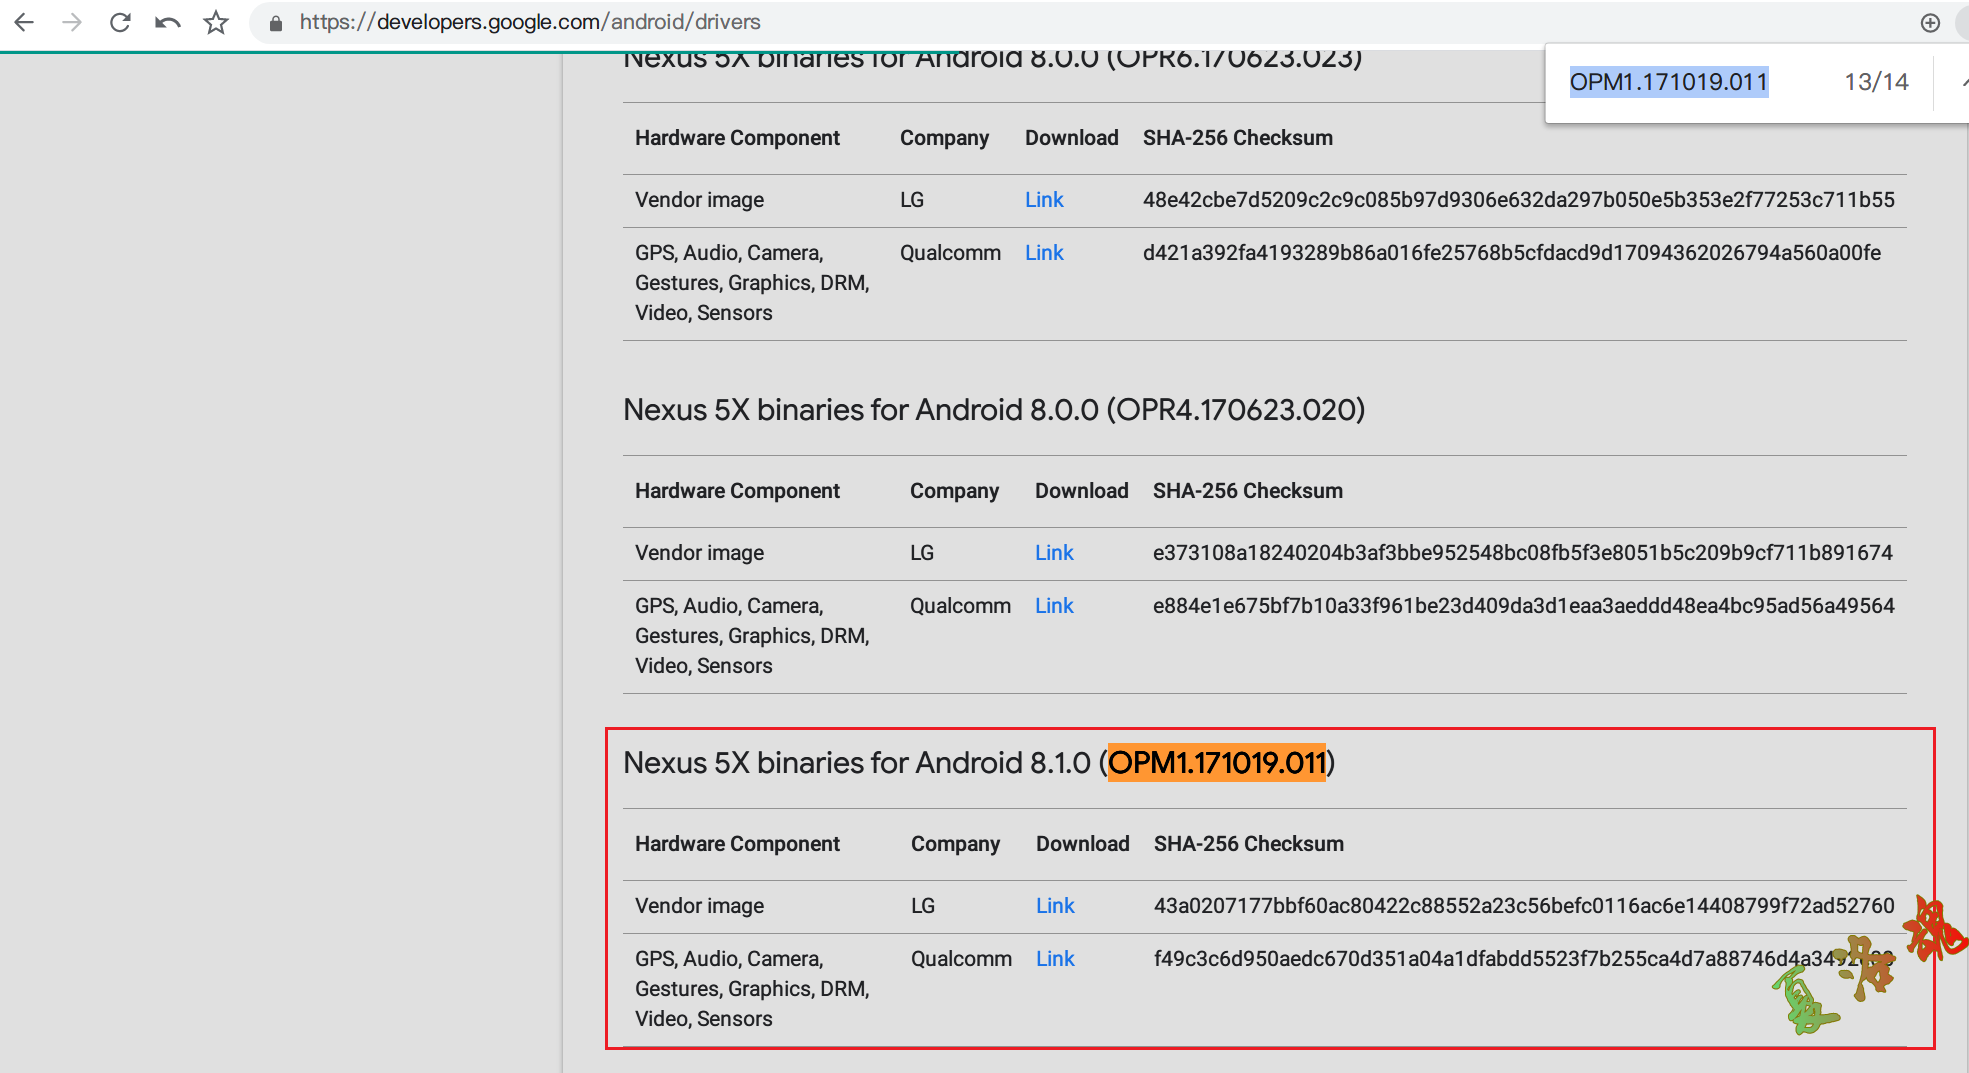 https://developers.google.com/android/drivers
Nexus 5X binaries for Android 8.0.0 (OPR6.170623.023)
OPM1.171019.011 13/14
Hardware Component Company Download SHA-256 Checksum
Vendor image LG Link 48e42cbe7d5209c2c9c085b97d9306e632da297b050e5b353e2f77253c711b55
GPS, Audio, Camera, Qualcomm Link d421a392fa4193289b86a016fe25768b5cfdacd9d17094362026794a560a00fe
Gestures, Graphics, DRM,
Video, Sensors
Nexus 5X binaries for Android 8.0.0 (OPR4.170623.020)
Hardware Component Company Download SHA-256 Checksum
Vendor image LG Link e373108a18240204b3af3bbe952548bc08fb5f3e8051b5c209b9cf711b891674
GPS, Audio, Camera, Qualcomm Link e884e1e675bf7b10a33f961be23d409da3d1eaa3aeddd48ea4bc95ad56a49564
Gestures, Graphics, DRM,
Video, Sensors
Nexus 5X binaries for Android 8.1.0 (OPM1.171019.011)
Hardware Component Company Download SHA-256 Checksum
Vendor image LG Link 43a0207177bbf60ac80422c88552a23c56befc0116ac6e14408799f72ad52760
GPS, Audio, Camera, Qualcomm Link
Gestures, Graphics, DRM,
Video, Sensors